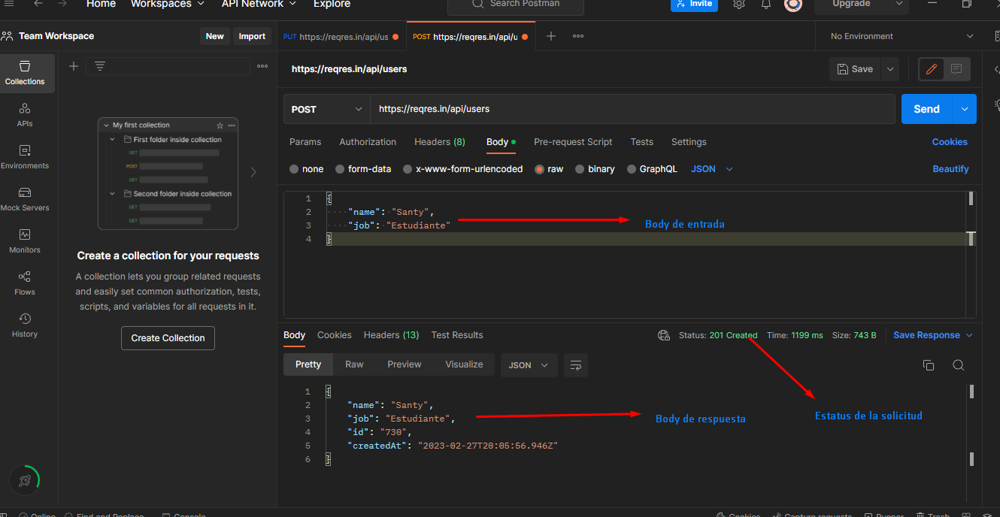 Home Workspaces API Network Explore Search Postman Invite Upgrade
Team Workspace New Import
PUT https://reqres.in/api/us POST https://reqres.in/api/u No Environment
Collections
APIs
Environments
Mock Servers
Monitors
Flows
History
My first collection
First folder inside collection
GET
POST
GET
Second folder inside collection
GET
GET
Create a collection for your requests
A collection lets you group related requests
and easily set common authorization, tests,
scripts, and variables for all requests in it.
Create Collection
https://reqres.in/api/users Save
POST https://reqres.in/api/users Send
Params Authorization Headers (8) Body Pre-request Script Tests Settings Cookies
none form-data x-www-form-urlencoded raw binary GraphQL JSON Beautify
1 {
2 "name": "Santy",
3 "job": "Estudiante"
4 }
Body de entrada
Body Cookies Headers (13) Test Results Status: 201 Created Time: 1199 ms Size: 743 B Save Response
Pretty Raw Preview Visualize JSON
1 {
2 "name": "Santy",
3 "job": "Estudiante",
4 "id": "730",
5 "createdAt": "2023-02-27T20:05:56.946Z"
6 }
Body de respuesta
Estatus de la solicitud
Online Find and Replace Console Cookies Capture requests Runner Trash